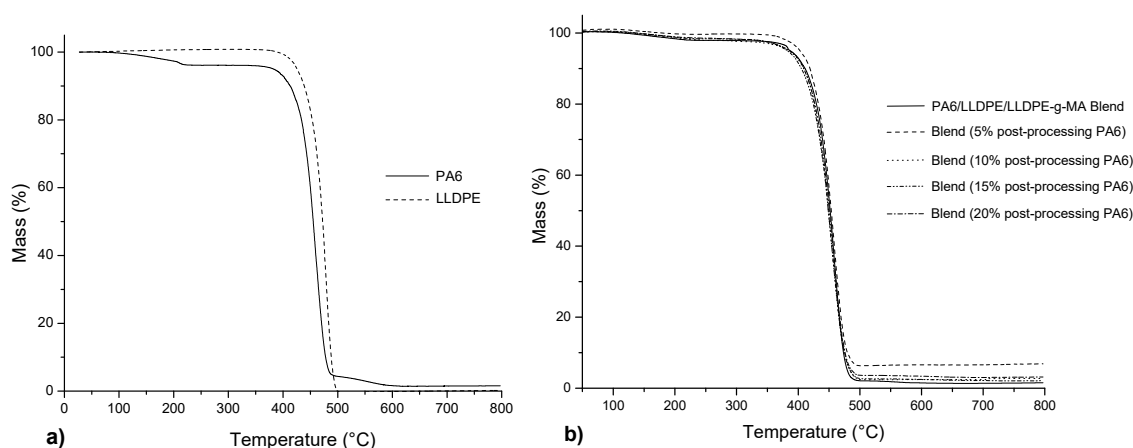 100
80
60
40
20
0
Mass (%)
PA6
LLDPE
0 100 200 300 400 500 600 700 800
a) Temperature (°C)
100
80
60
40
20
0
Mass (%)
PA6/LLDPE/LLDPE-g-MA Blend
Blend (5% post-processing PA6)
Blend (10% post-processing PA6)
Blend (15% post-processing PA6)
Blend (20% post-processing PA6)
100 200 300 400 500 600 700 800
b) Temperature (°C)